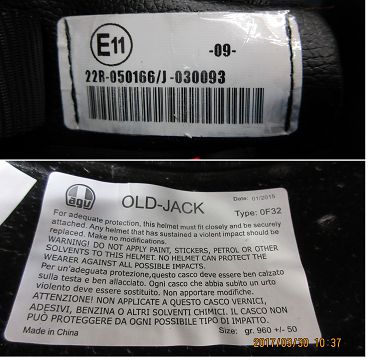 E11
-09-
22R-050166/J-030093
agu
OLD-JACK
Date: 01/2015
Type: 0F32
For adequate protection, this helmet must fit closely and be securely
attached. Any helmet that has sustained a violent impact should be
replaced. Make no modifications.
WARNING! DO NOT APPLY PAINT, STICKERS, PETROL OR OTHER
SOLVENTS TO THIS HELMET. NO HELMET CAN PROTECT THE
WEARER AGAINST ALL POSSIBLE IMPACTS.
Per un'adeguata protezione,questo casco deve essere ben calzato
sulla testa e ben allacciato. Ogni casco che abbia subito un urto
violento deve essere sostituito. Non apportare modifiche.
ATTENZIONE! NON APPLICATE A QUESTO CASCO VERNICI,
ADESIVI, BENZINA O ALTRI SOLVENTI CHIMICI. IL CASCO NON
PUÒ PROTEGGERE DA OGNI POSSIBILE TIPO DI IMPATTO.
Made in China
Size: gr. 960 +/- 50
2017/03/30 10:37